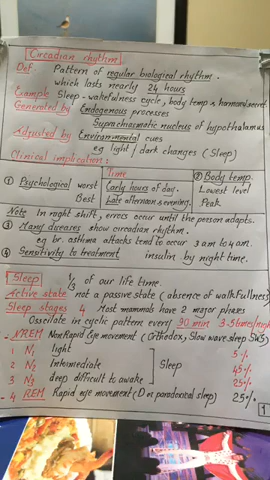 Circadian rhythm
Def. Pattern of regular biological rhythm.
which lasts nearly 24 hours
Example Sleep-wakefulness cycle, body temp &
Generated by Endogenous processes
Suprachasmatic nucleus of hypothalamus
Adjusted by Environmental cues
eg light / dark changes (Sleep)
Clinical implication:
Time
① Psychological worst Early hours of day. ② Body temp.
Lowest level
Best Late afternoon & evening. Peak
Note In night shift, errors occur until the person adapts.
③ Many diseases show circadian rhythm.
eg br. asthma attacks tend to occur 3 am to 4 am.
④ Sensitivity to treatment insulin by night time.
Sleep 1/3 of our life time.
Active state not a passive state (absence of wakfullness)
Sleep stages 4 Most mammals have 2 major phases
Osscilate in cyclic pattern every 90 min 3-5 time/night
- NREM Non Rapid Eye movement (Orthodox, Slow wave sleep SWS)
1 N1 light 5%
2 N2 Intermediate Sleep 45%
3 N3 deep difficult to awake 25%
- 4 REM Rapid eye movement (D or paradoxical sleep) 25%
1